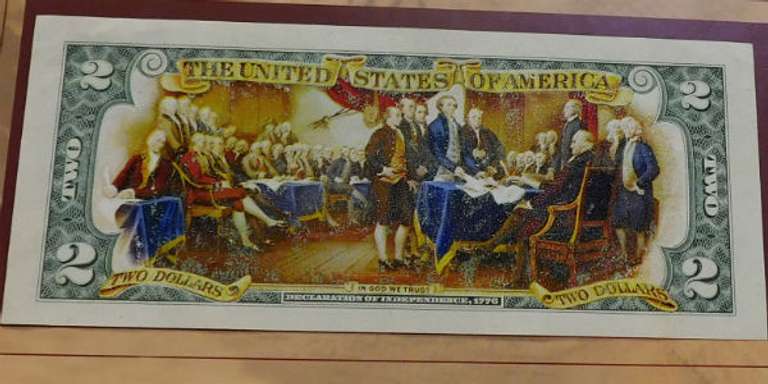 THE UNITED STATES OF AMERICA
2
2
TWO
TWO
2
2
TWO DOLLARS
IN GOD WE TRUST
TWO DOLLARS
DECLARATION OF INDEPENDENCE, 1776